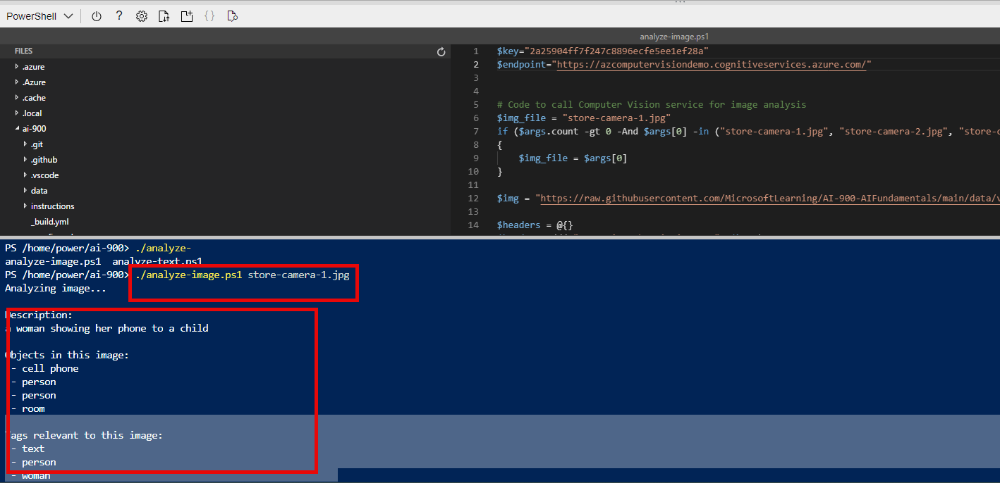 PowerShell
analyze-image.ps1
FILES
.azure
.Azure
.cache
.local
ai-900
.git
.github
.vscode
data
instructions
_build.yml
1 $key="2a25904ff7f247c8896ecfe5ee1ef28a"
2 $endpoint="https://azcomputervisiondemo.cognitiveservices.azure.com/"
3
4
5 # Code to call Computer Vision service for image analysis
6 $img_file = "store-camera-1.jpg"
7 if ($args.count -gt 0 -And $args[0] -in ("store-camera-1.jpg", "store-camera-2.jpg", "store-c
8 {
9 $img_file = $args[0]
10 }
11
12 $img = "https://raw.githubusercontent.com/MicrosoftLearning/AI-900-AIFundamentals/main/data/v
13
14 $headers = @{}
PS /home/power/ai-900> ./analyze-
analyze-image.ps1 analyze-text.ps1
PS /home/power/ai-900> ./analyze-image.ps1 store-camera-1.jpg
Analyzing image...
Description:
a woman showing her phone to a child
Objects in this image:
- cell phone
- person
- person
- room
Tags relevant to this image:
- text
- person
- woman